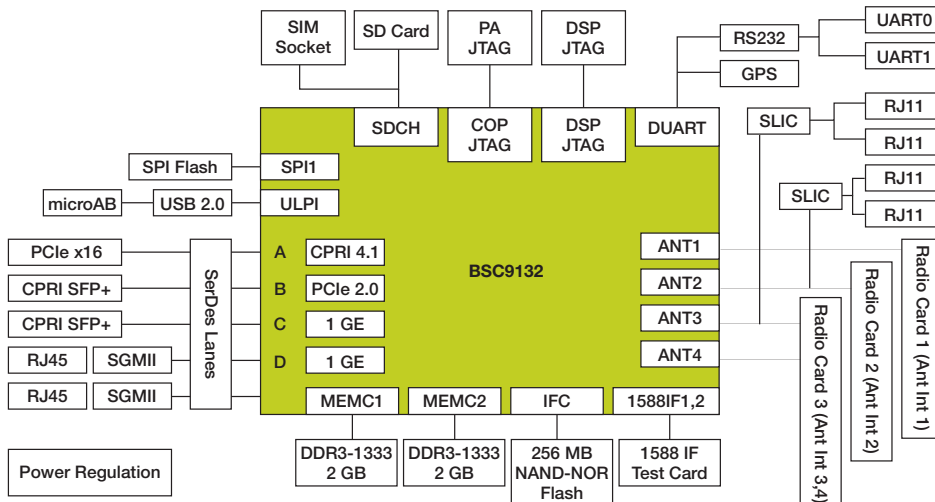 SIM
Socket
SD Card
PA
JTAG
DSP
JTAG
RS232
UART0
UART1
GPS
SDCH
COP
JTAG
DSP
JTAG
DUART
SLIC
RJ11
RJ11
SLIC
RJ11
RJ11
SPI Flash
SPI1
microAB
USB 2.0
ULPI
PCIe x16
CPRI SFP+
CPRI SFP+
RJ45
SGMII
RJ45
SGMII
SerDes Lanes
A
CPRI 4.1
B
PCIe 2.0
C
1 GE
D
1 GE
BSC9132
ANT1
ANT2
ANT3
ANT4
Radio Card 1 (Ant Int 1)
Radio Card 2 (Ant Int 2)
Radio Card 3 (Ant Int 3,4)
MEMC1
MEMC2
IFC
1588IF1,2
DDR3-1333
2 GB
DDR3-1333
2 GB
256 MB
NAND-NOR
Flash
1588 IF
Test Card
Power Regulation